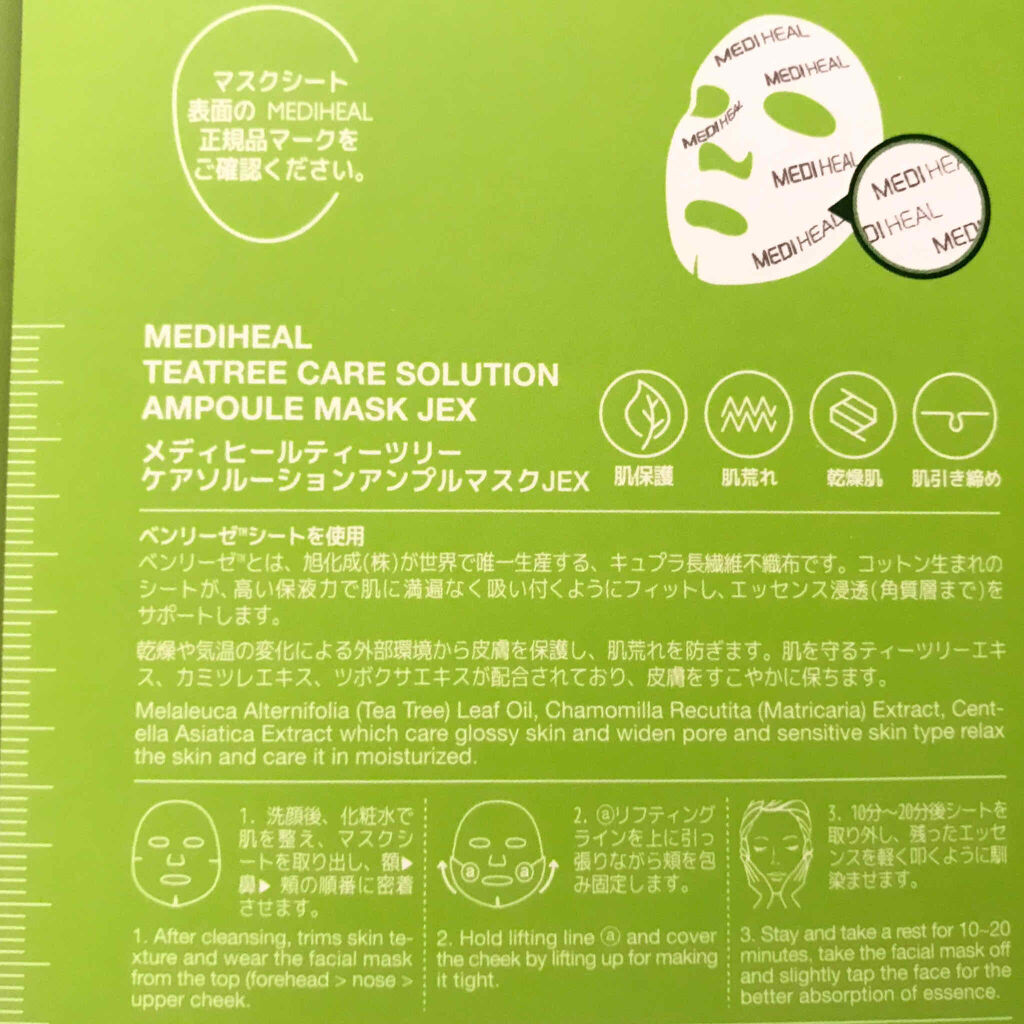 マスクシート
表面の MEDIHEAL
正規品マークを
ご確認ください。
MEDIHEAL
MEDIHEAL
MEDIHEAL
MEDIHEAL
MEDIHEAL
MEDI HEA
DI HEAL
MED
MEDIHEAL
TEATREE CARE SOLUTION
AMPOULE MASK JEX
メディヒールティーツリー
ケアソルーションアンプルマスクJEX
肌保護
肌荒れ
乾燥肌
肌引き締め
ベンリーゼ™シートを使用
ベンリーゼ™とは、旭化成(株)が世界で唯一生産する、キュプラ長繊維不織布です。コットン生まれの
シートが、高い保液力で肌に満遍なく吸い付くようにフィットし、エッセンス浸透(角質層まで)を
サポートします。
乾燥や気温の変化による外部環境から皮膚を保護し、肌荒れを防ぎます。肌を守るティーツリーエキ
ス、カミツレエキス、ツボクサエキスが配合されており、皮膚をすこやかに保ちます。
Melaleuca Alternifolia (Tea Tree) Leaf Oil, Chamomilla Recutita (Matricaria) Extract, Cent-
ella Asiatica Extract which care glossy skin and widen pore and sensitive skin type relax
the skin and care it in moisturized.
1. 洗顔後、化粧水で
肌を整え、マスクシ
ートを取り出し、額▶
鼻▶ 頬の順番に密着
させます。
1. After cleansing, trims skin te-
xture and wear the facial mask
from the top (forehead > nose >
upper cheek.
ⓐ ⓐ
2. ⓐリフティング
ラインを上に引っ
張りながら頬を包
み固定します。
2. Hold lifting line ⓐ and cover
the cheek by lifting up for making
it tight.
3. 10分～20分後シートを
取り外し、残ったエッセ
ンスを軽く叩くように馴
染ませます。
3. Stay and take a rest for 10~20
minutes, take the facial mask off
and slightly tap the face for the
better absorption of essence.